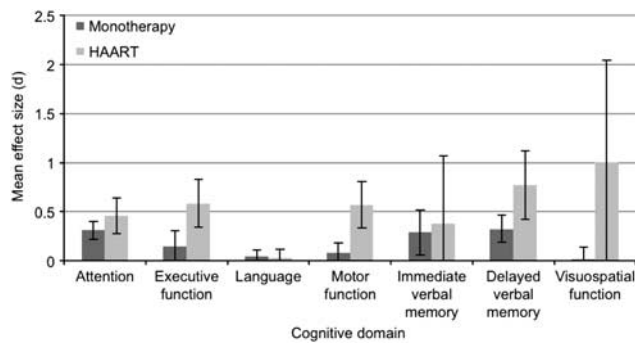 2.5
Monotherapy
HAART
2
1.5
1
0.5
0
Mean effect size (d)
Attention
Executive
function
Language
Motor
function
Immediate
verbal
memory
Delayed
verbal
memory
Visuospatial
function
Cognitive domain